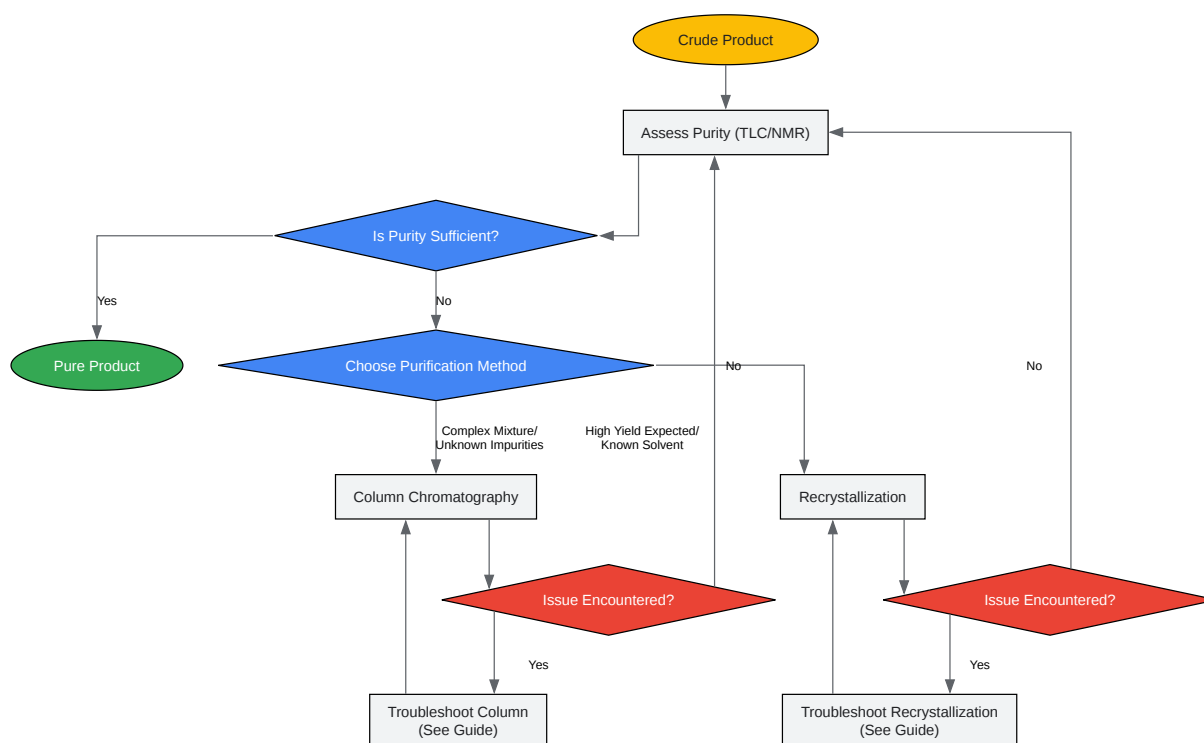 Crude Product
Assess Purity (TLC/NMR)
Is Purity Sufficient?
Yes
No
Pure Product
Choose Purification Method
No
No
Complex Mixture/
Unknown Impurities
High Yield Expected/
Known Solvent
Column Chromatography
Recrystallization
Issue Encountered?
Issue Encountered?
Yes
Yes
Troubleshoot Column
(See Guide)
Troubleshoot Recrystallization
(See Guide)